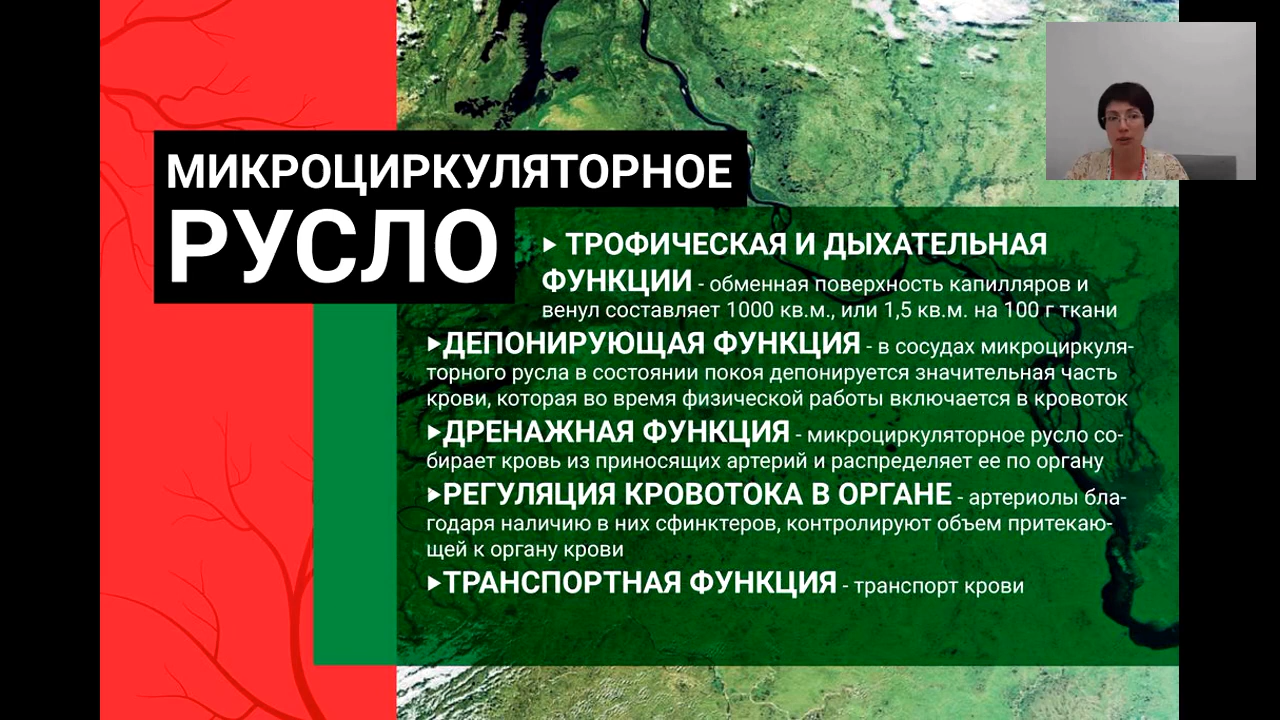 МИКРОЦИРКУЛЯТОРНОЕ
РУСЛО
▶ ТРОФИЧЕСКАЯ И ДЫХАТЕЛЬНАЯ
ФУНКЦИИ - обменная поверхность капилляров и
венул составляет 1000 кв.м., или 1,5 кв.м. на 100 г ткани
▶ДЕПОНИРУЮЩАЯ ФУНКЦИЯ - в сосудах микроциркуля-
торного русла в состоянии покоя депонируется значительная часть
крови, которая во время физической работы включается в кровоток
▶ДРЕНАЖНАЯ ФУНКЦИЯ - микроциркуляторное русло со-
бирает кровь из приносящих артерий и распределяет ее по органу
▶РЕГУЛЯЦИЯ КРОВОТОКА В ОРГАНЕ - артериолы бла-
годаря наличию в них сфинктеров, контролируют объем притекаю-
щей к органу крови
▶ТРАНСПОРТНАЯ ФУНКЦИЯ - транспорт крови